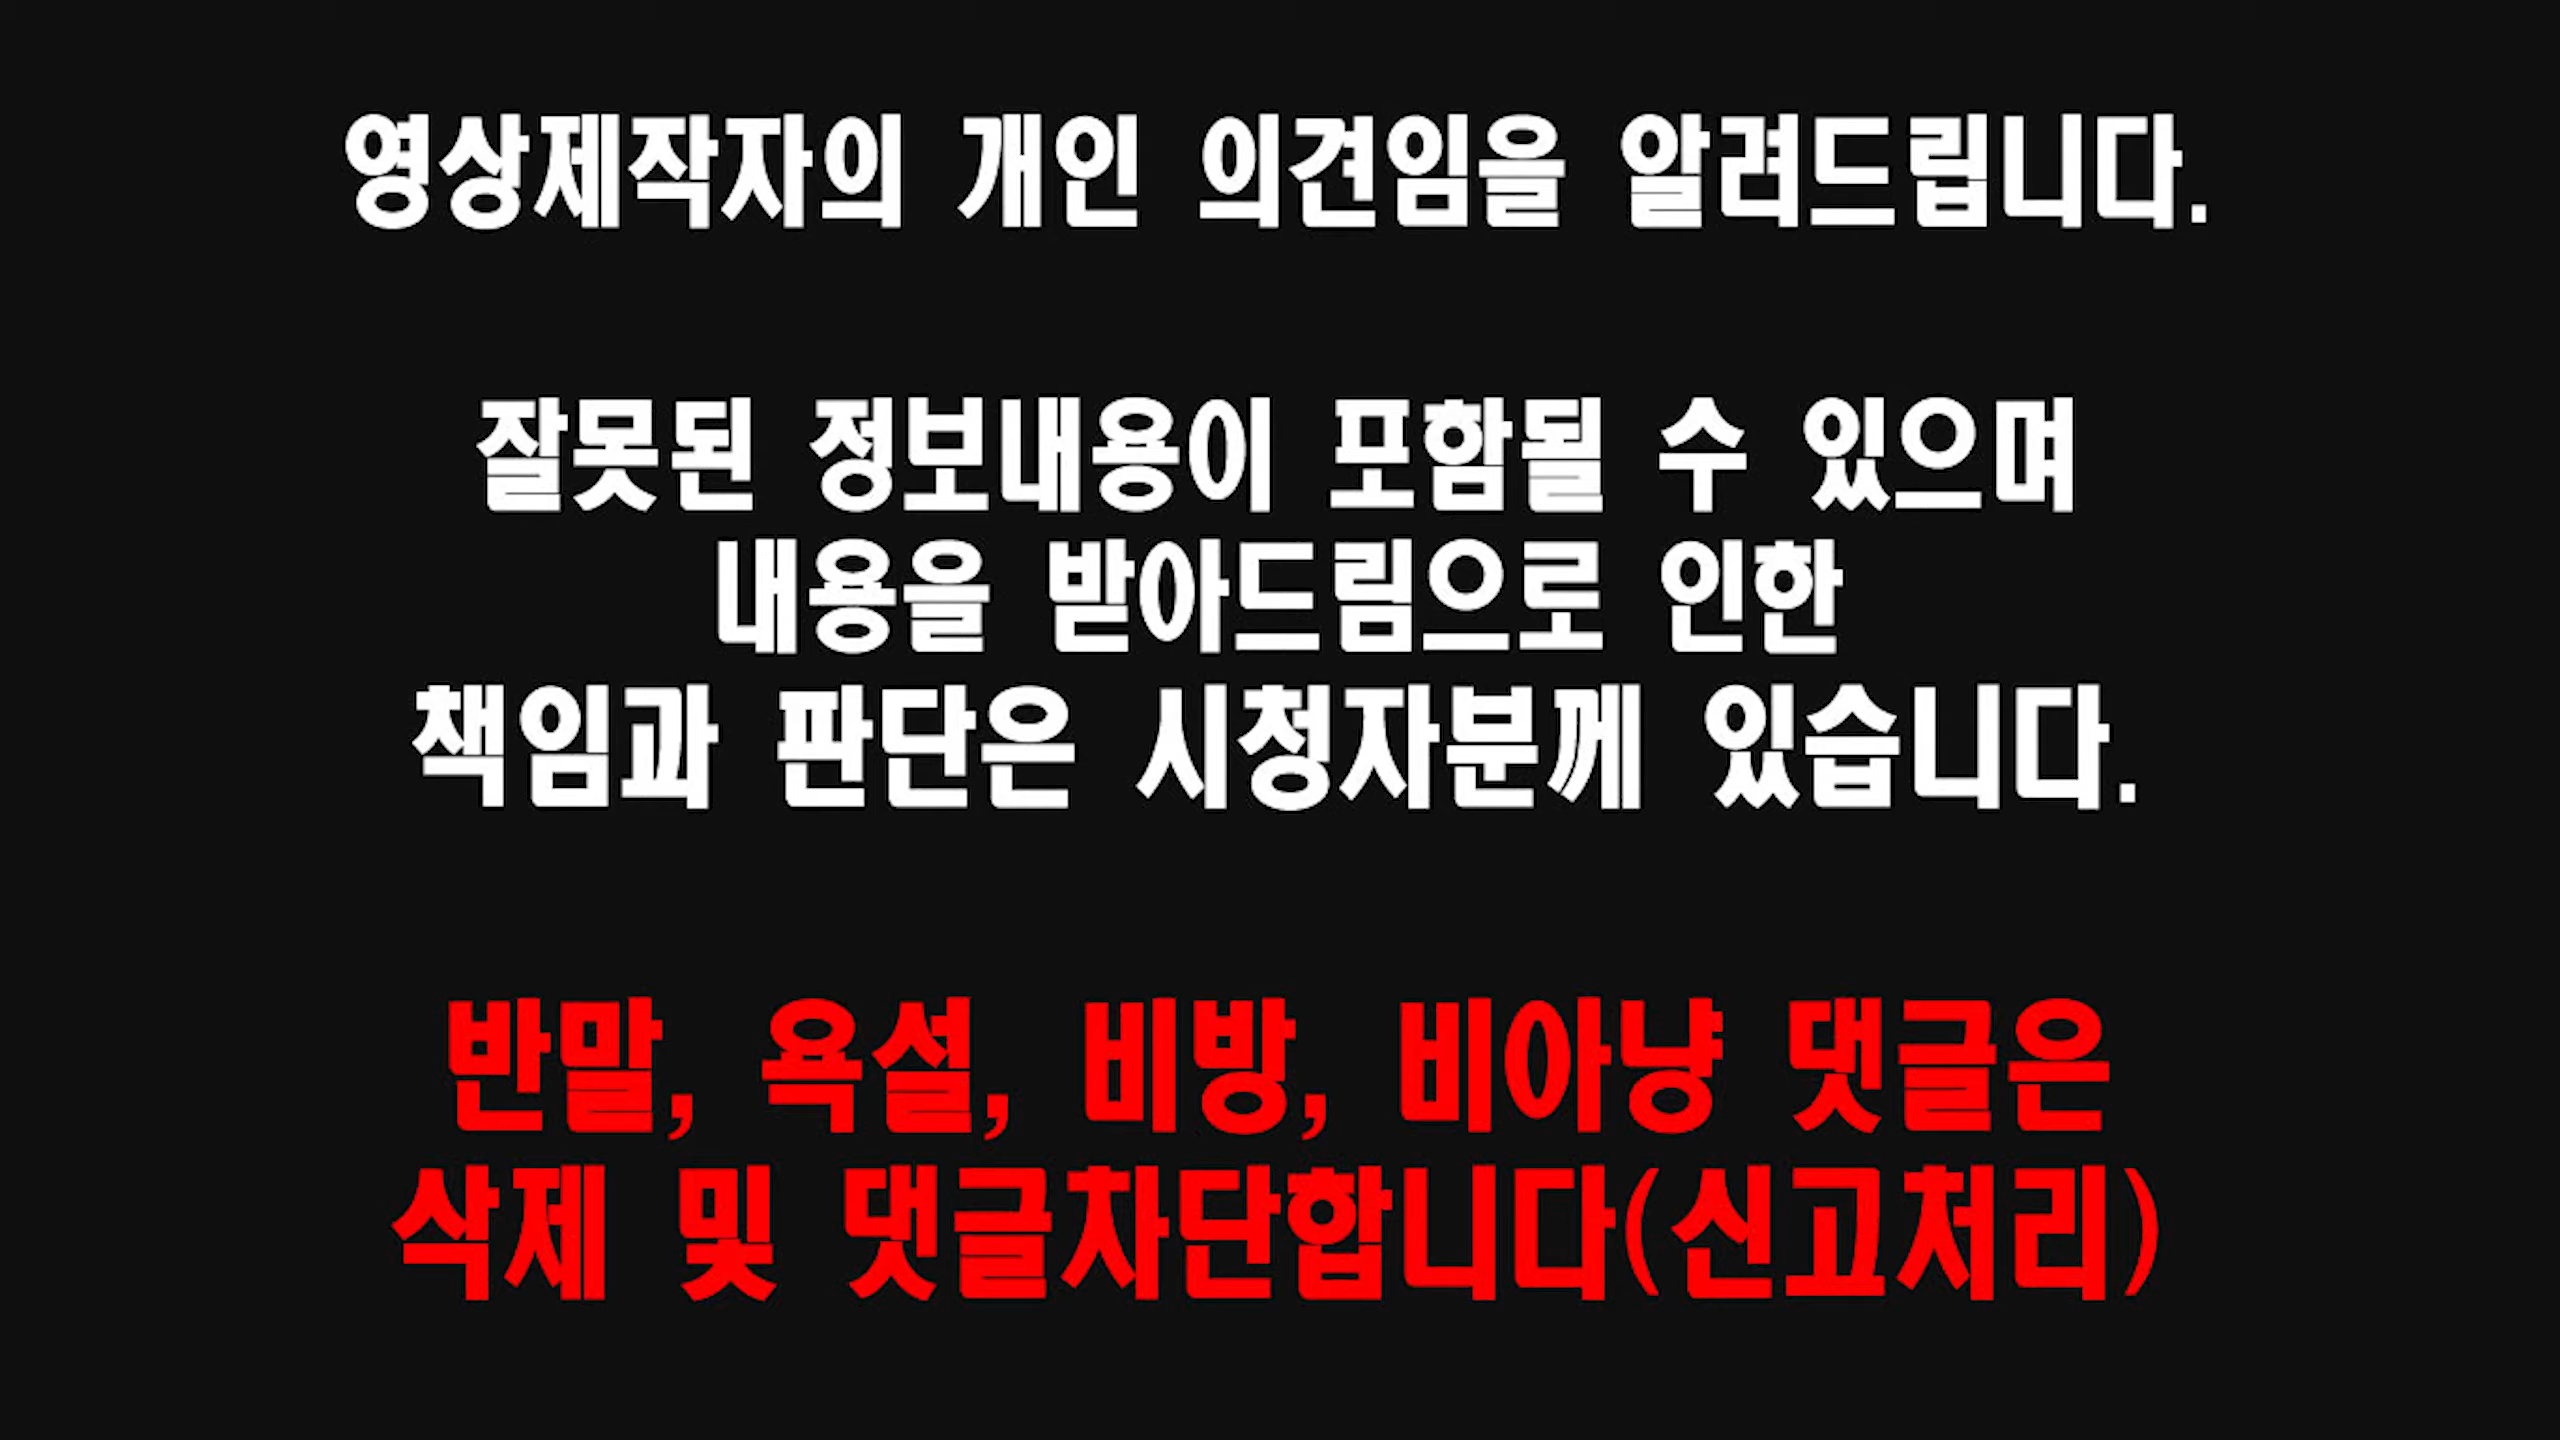 영상제작자의 개인 의견임을 알려드립니다.
잘못된 정보내용이 포함될 수 있으며
내용을 받아드림으로 인한
책임과 판단은 시청자분께 있습니다.
반말, 욕설, 비방, 비아냥 댓글은
삭제 및 댓글차단합니다(신고처리)